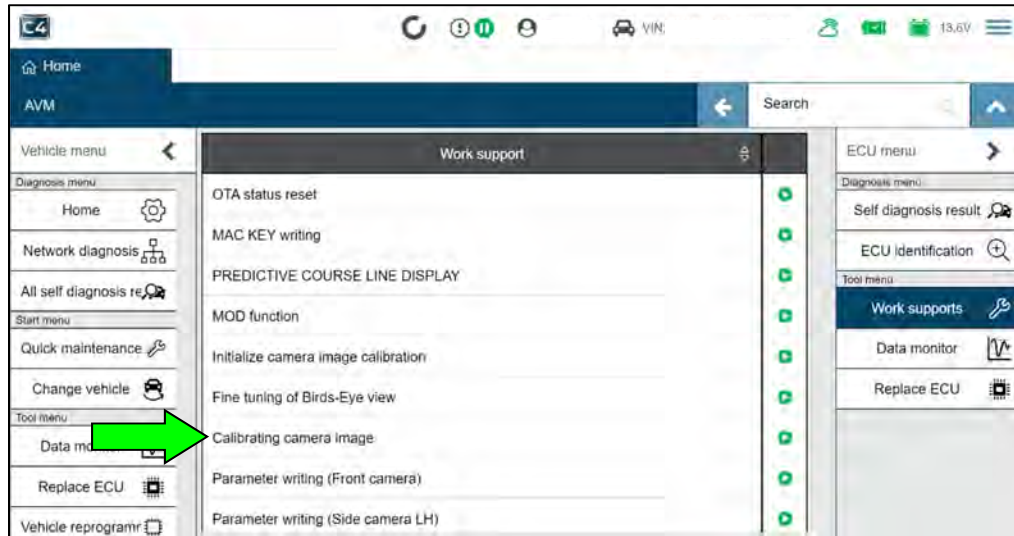 C4
VIN:
13.6V
Home
AVM
Search
Vehicle menu
Diagnosis menu
Home
Network diagnosis
All self diagnosis re
Start menu
Quick maintenance
Change vehicle
Tool menu
Data mo
Replace ECU
Vehicle reprogramr
Work support
OTA status reset
MAC KEY writing
PREDICTIVE COURSE LINE DISPLAY
MOD function
Initialize camera image calibration
Fine tuning of Birds-Eye view
Calibrating camera image
Parameter writing (Front camera)
Parameter writing (Side camera LH)
ECU menu
Diagnosis menu
Self diagnosis result
ECU Identification
Tool menu
Work supports
Data monitor
Replace ECU